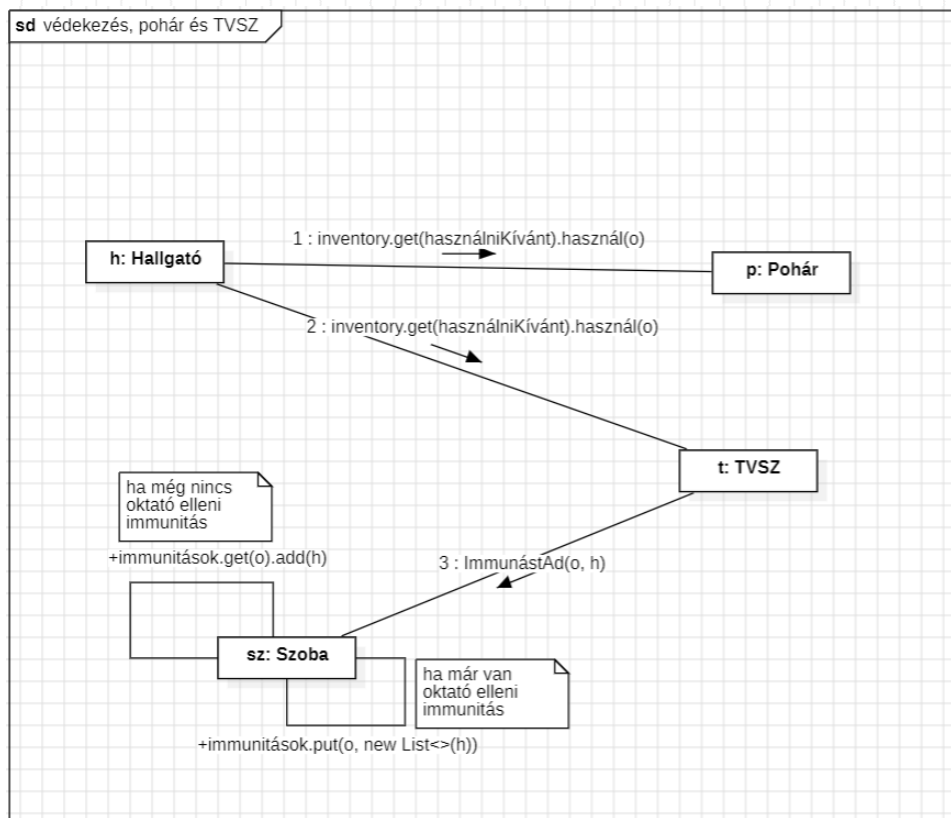 sd védekezés, pohár és TVSZ
1 : inventory.get(használniKívánt).használ(o)
h: Hallgató
p: Pohár
2 : inventory.get(használniKívánt).használ(o)
t: TVSZ
ha még nincs
oktató elleni
immunitás
+immunitások.get(o).add(h)
3 : ImmunástAd(o, h)
sz: Szoba
ha már van
oktató elleni
immunitás
+immunitások.put(o, new List<>(h))